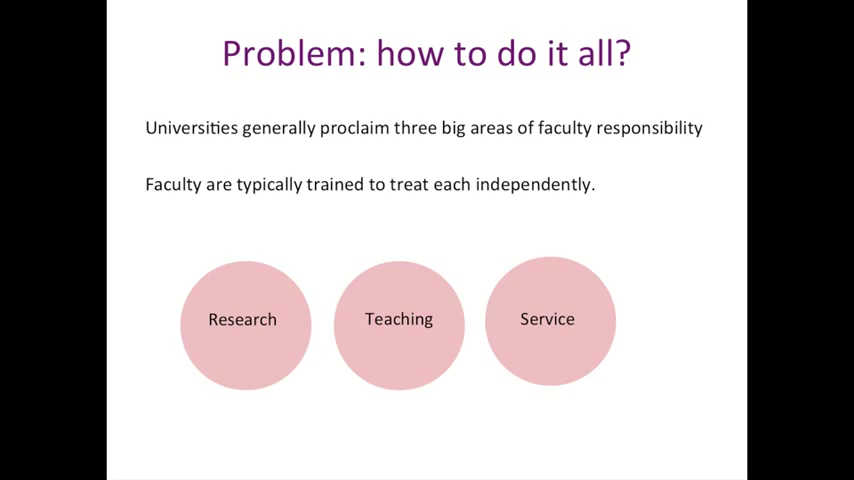 Problem: how to do it all?
Universities generally proclaim three big areas of faculty responsibility
Faculty are typically trained to treat each independently.
Research
Teaching
Service